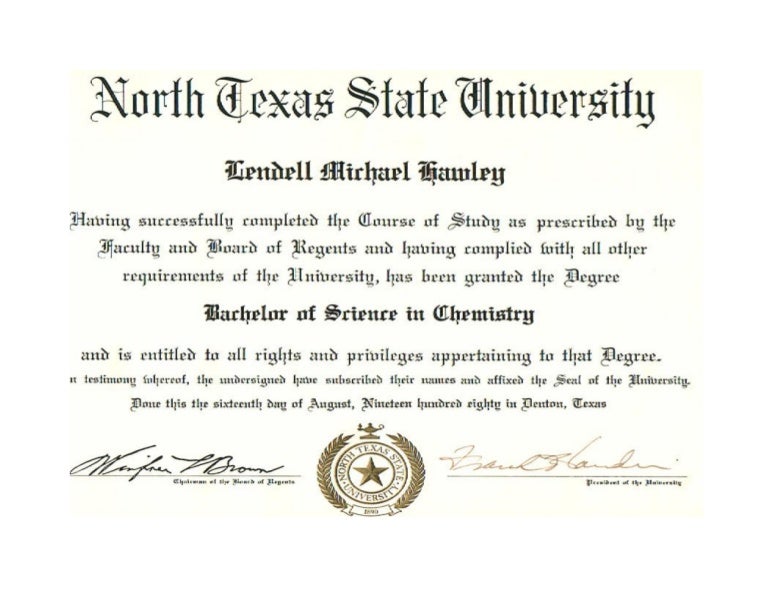 North Texas State University
Lendell Michael Hawley
Having successfully completed the Course of Study as prescribed by the
Faculty and Board of Regents and having complied with all other
requirements of the University, has been granted the Degree
Bachelor of Science in Chemistry
and is entitled to all rights and privileges appertaining to that Degree.
n testimony whereof, the undersigned have subscribed their names and affixed the Seal of the University.
Done this the sixteenth day of August, Nineteen hundred eighty in Denton, Texas
NORTH TEXAS STATE
UNIVERSITY
1890
Brown
Chairman of the Board of Regents
President of the University